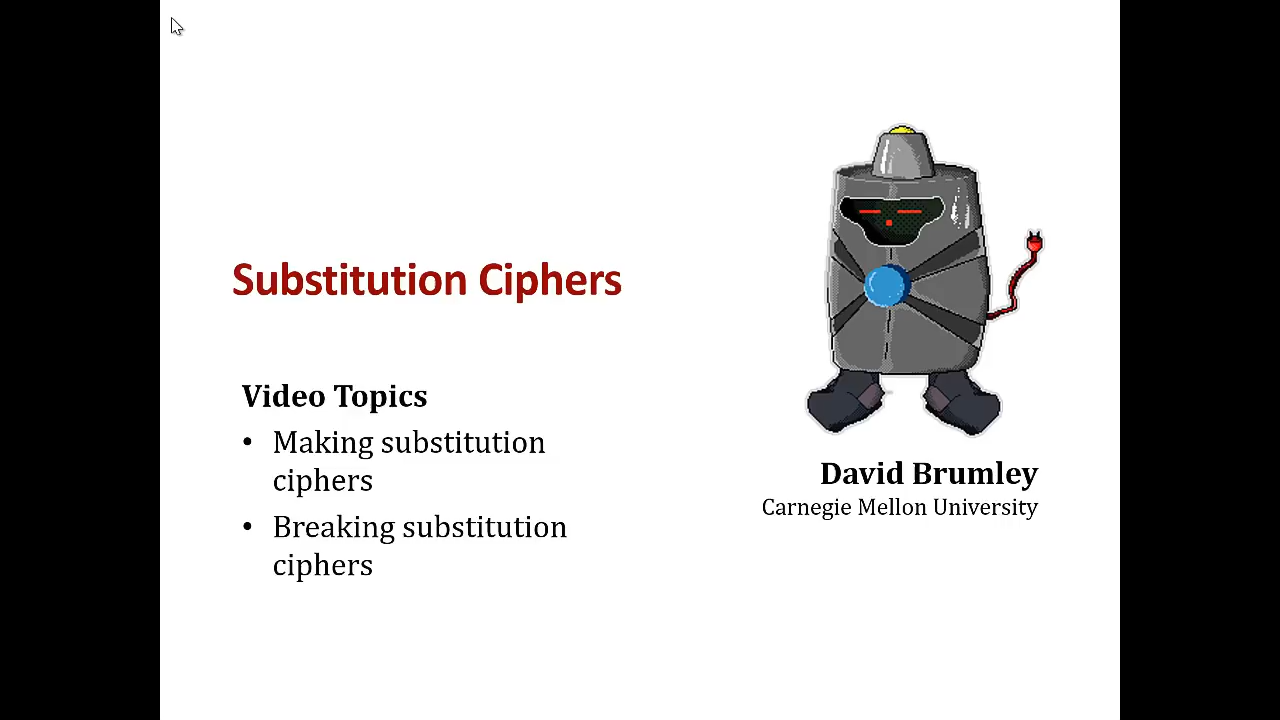 Substitution Ciphers
Video Topics
• Making substitution
ciphers
• Breaking substitution
ciphers
David Brumley
Carnegie Mellon University